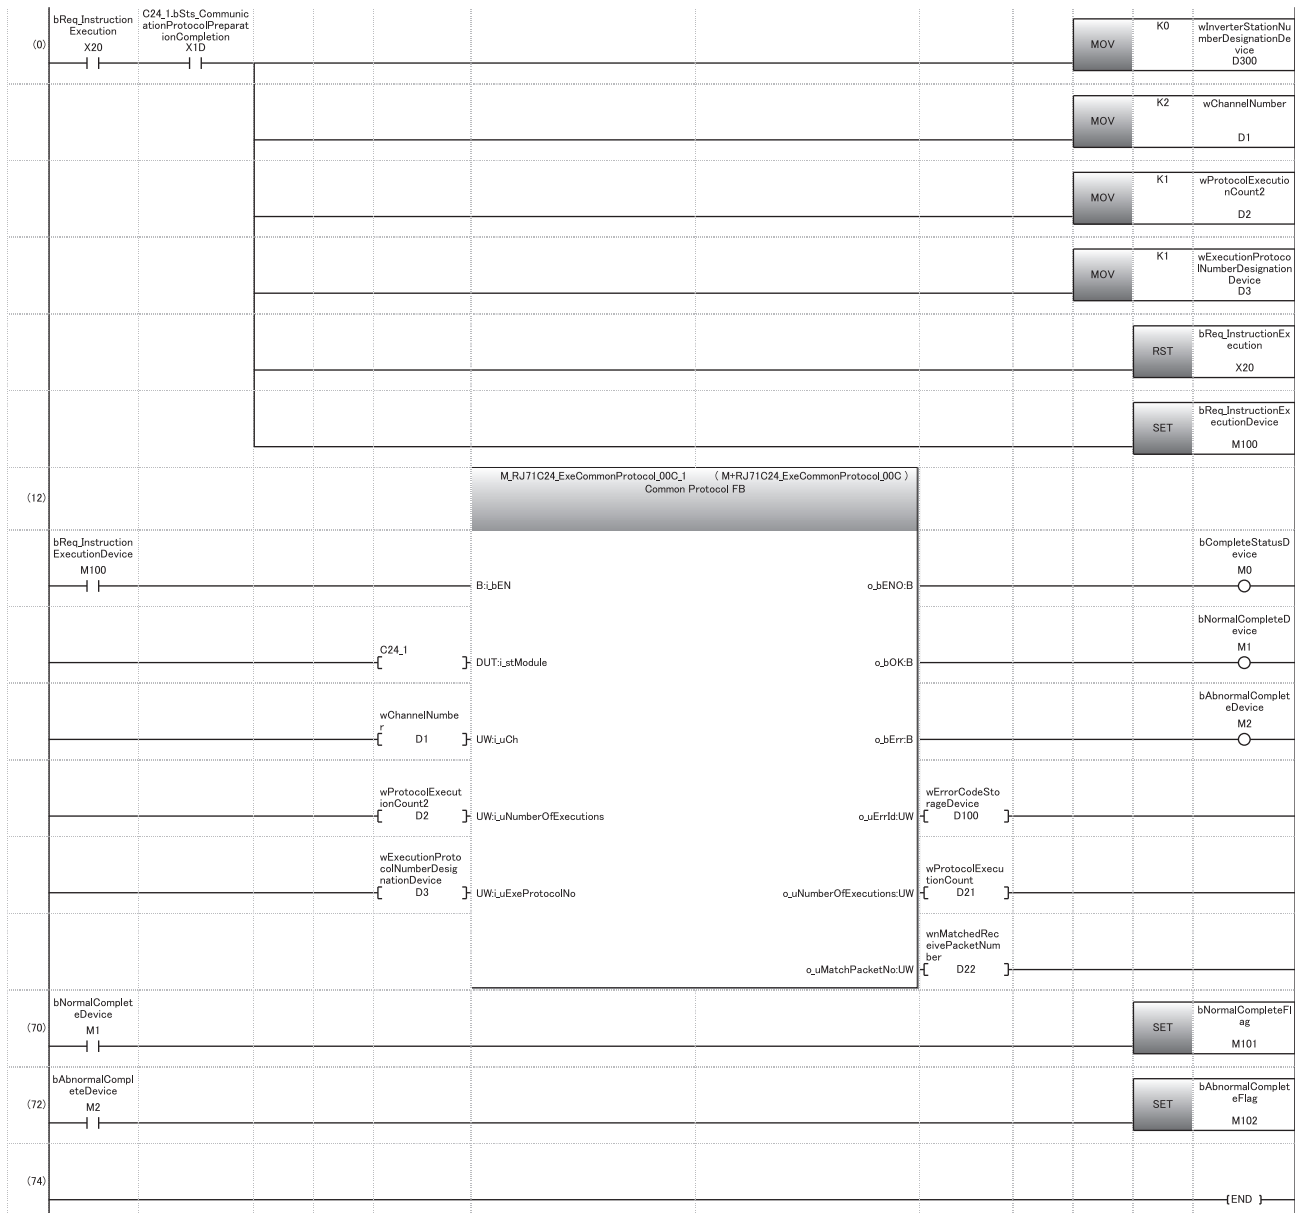 bReq_Instruction
Execution
X20
C24_1.bSts_Communic
ationProtocolPreparat
ionCompletion
X1D
(0)
MOV
K0
wInverterStationNu
mberDesignationDe
vice
D300
MOV
K2
wChannelNumber
D1
MOV
K1
wProtocolExecutio
nCount2
D2
MOV
K1
wExecutionProtoco
lNumberDesignation
Device
D3
RST
bReq_InstructionEx
ecution
X20
SET
bReq_InstructionEx
ecutionDevice
M100
(12)
M_RJ71C24_ExeCommonProtocol_00C_1 (M+RJ71C24_ExeCommonProtocol_00C)
Common Protocol FB
bReq_Instruction
ExecutionDevice
M100
B:i_bEN
o_bENO:B
bCompleteStatusD
evice
M0
C24_1
DUT:i_stModule
o_bOK:B
bNormalCompleteD
evice
M1
wChannelNumbe
r
D1
UW:i_uCh
o_bErr:B
bAbnormalComplet
eDevice
M2
wProtocolExecut
ionCount2
D2
UW:i_uNumberOfExecutions
o_uErrId:UW
wErrorCodeSto
rageDevice
D100
wExecutionProto
colNumberDesig
nationDevice
D3
UW:i_uExeProtocolNo
o_uNumberOfExecutions:UW
wProtocolExecu
tionCount
D21
o_uMatchPacketNo:UW
wnMatchedRec
eivePacketNum
ber
D22
(70)
bNormalComplet
eDevice
M1
SET
bNormalCompleteFl
ag
M101
(72)
bAbnormalCompl
eteDevice
M2
SET
bAbnormalComplet
eFlag
M102
(74)
END